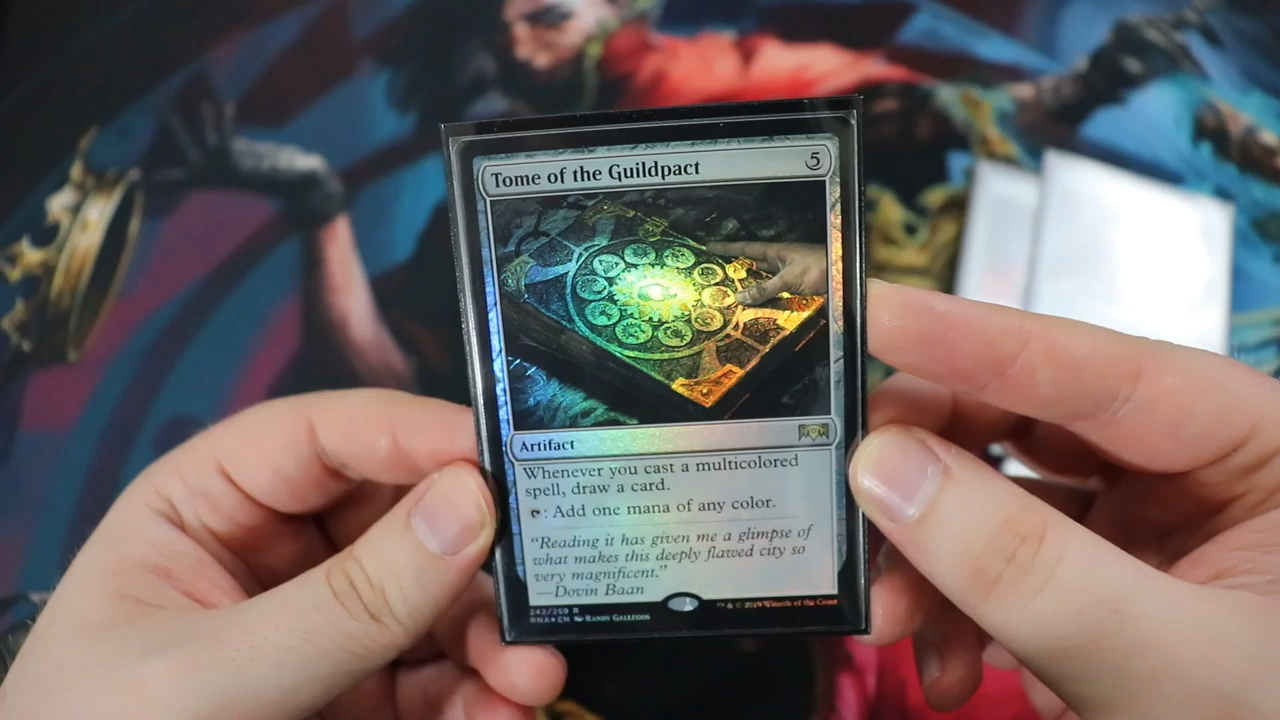 Tome of the Guildpact 5
Artifact
Whenever you cast a multicolored
spell, draw a card.
: Add one mana of any color.
“Reading it has given me a glimpse of
what makes this deeply flawed city so
very magnificent.”
—Dovin Baan
242/259 R
RNA★EN Randy Gallegos
™ & © 2019 Wizards of the Coast